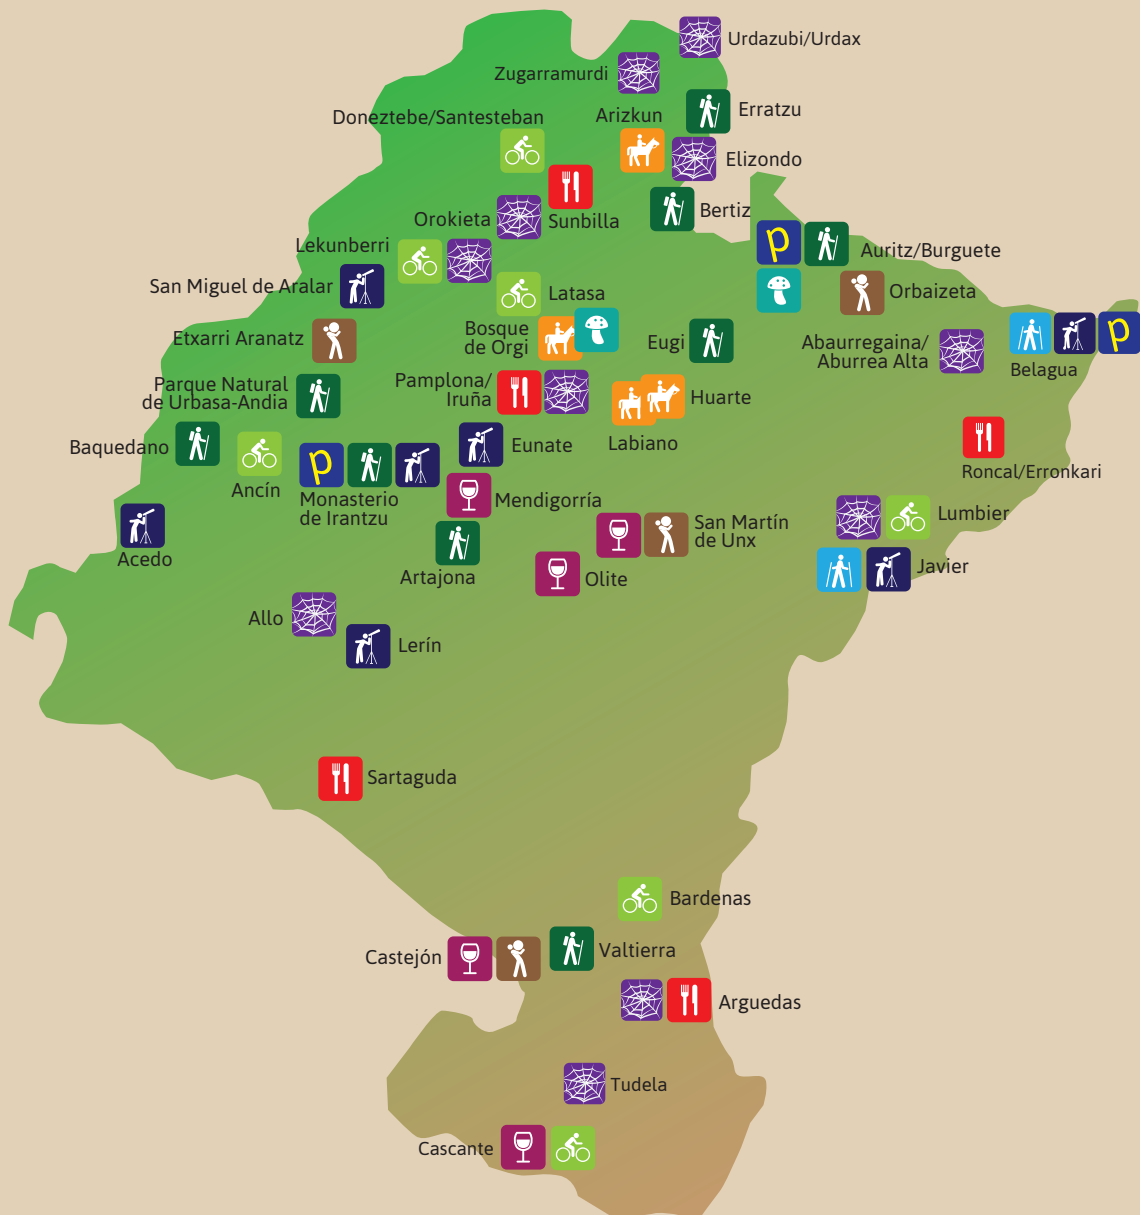 Urdazubi/Urdax
Zugarramurdi
Erratzu
Doneztebe/Santesteban
Arizkun
Elizondo
Bertiz
Orokieta
Sunbilla
Lekunberri
p
Auritz/Burguete
San Miguel de Aralar
Latasa
Orbaizeta
Etxarri Aranatz
Bosque
de Orgi
Eugi
Abaurregaina/
Aburrea Alta
p
Belagua
Parque Natural
de Urbasa-Andia
Pamplona/
Iruña
Huarte
Labiano
Baquedano
Eunate
Roncal/Erronkari
Ancín
p
Monasterio
de Irantzu
Mendigorría
Lumbier
San Martín
de Unx
Acedo
Artajona
Olite
Javier
Allo
Lerín
Sartaguda
Bardenas
Castejón
Valtierra
Arguedas
Tudela
Cascante